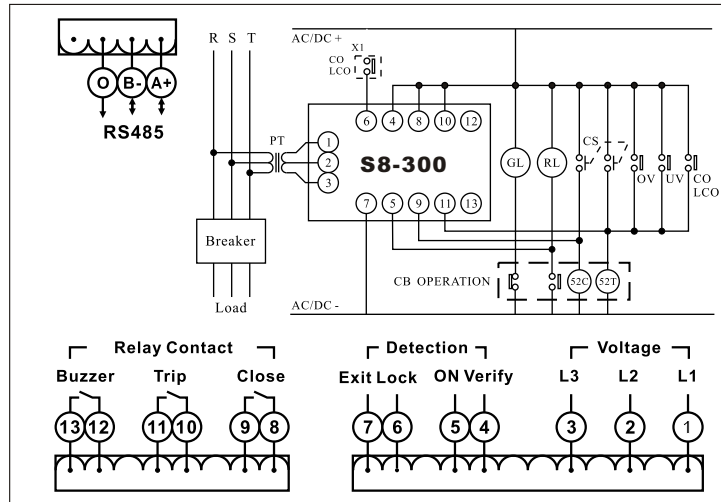 R S T
AC/DC +
X1
CO
LCO
O B- A+
RS485
6 4 8 10 12
PT
1
2
3
S8-300
GL RL
CS
OV UV CO
LCO
7 5 9 11 13
Breaker
CB OPERATION
52C 52T
Load
AC/DC -
Relay Contact
Detection
Voltage
Buzzer Trip Close
Exit Lock ON Verify
L3 L2 L1
13 12 11 10 9 8
7 6 5 4
3 2 1